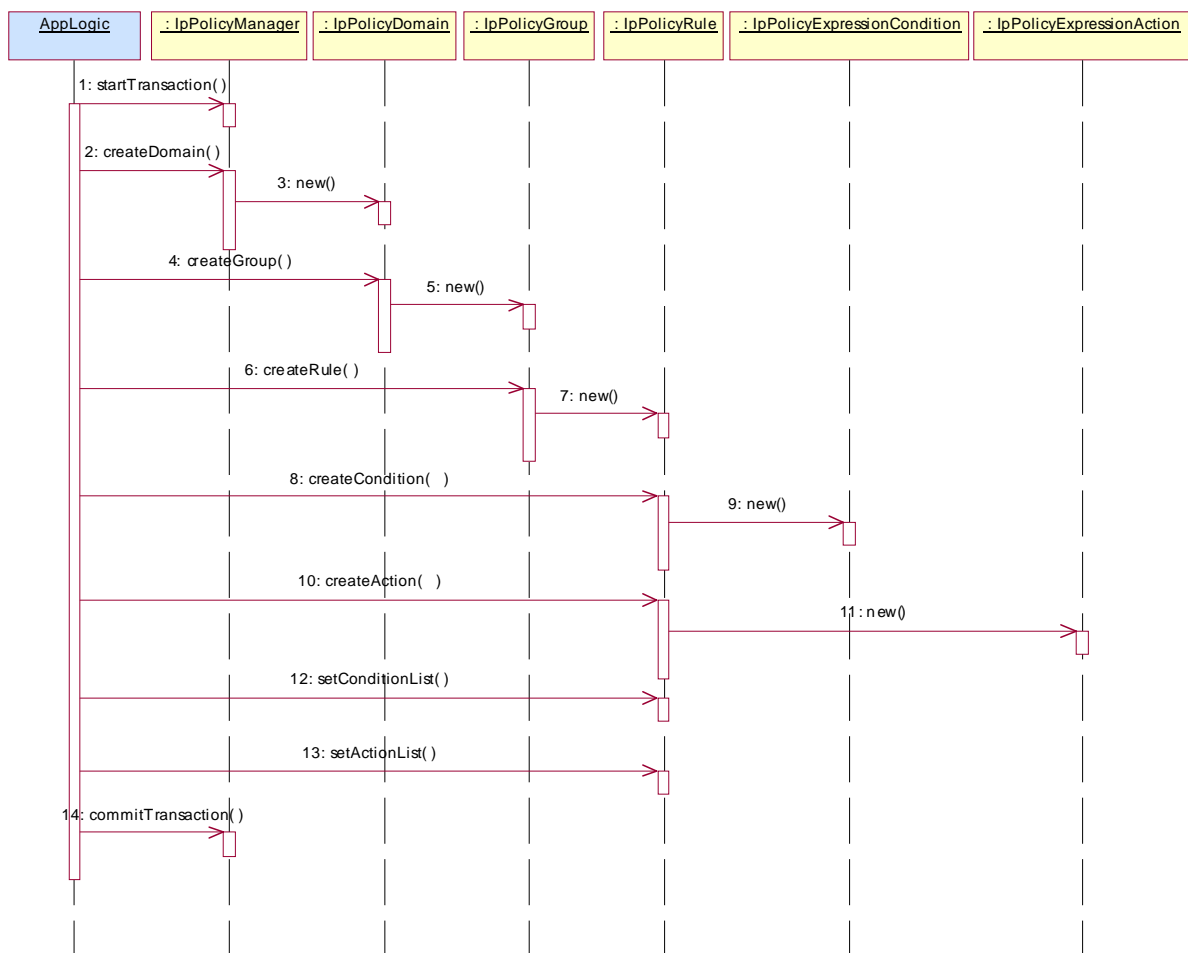 AppLogic
: IpPolicyManager
: IpPolicyDomain
: IpPolicyGroup
: IpPolicyRule
: IpPolicyExpressionCondition
: IpPolicyExpressionAction
1: startTransaction( )
2: createDomain( )
3: new()
4: createGroup( )
5: new()
6: createRule( )
7: new()
8: createCondition(  )
9: new()
10: createAction(  )
11: new()
12: setConditionList( )
13: setActionList( )
14: commitTransaction( )